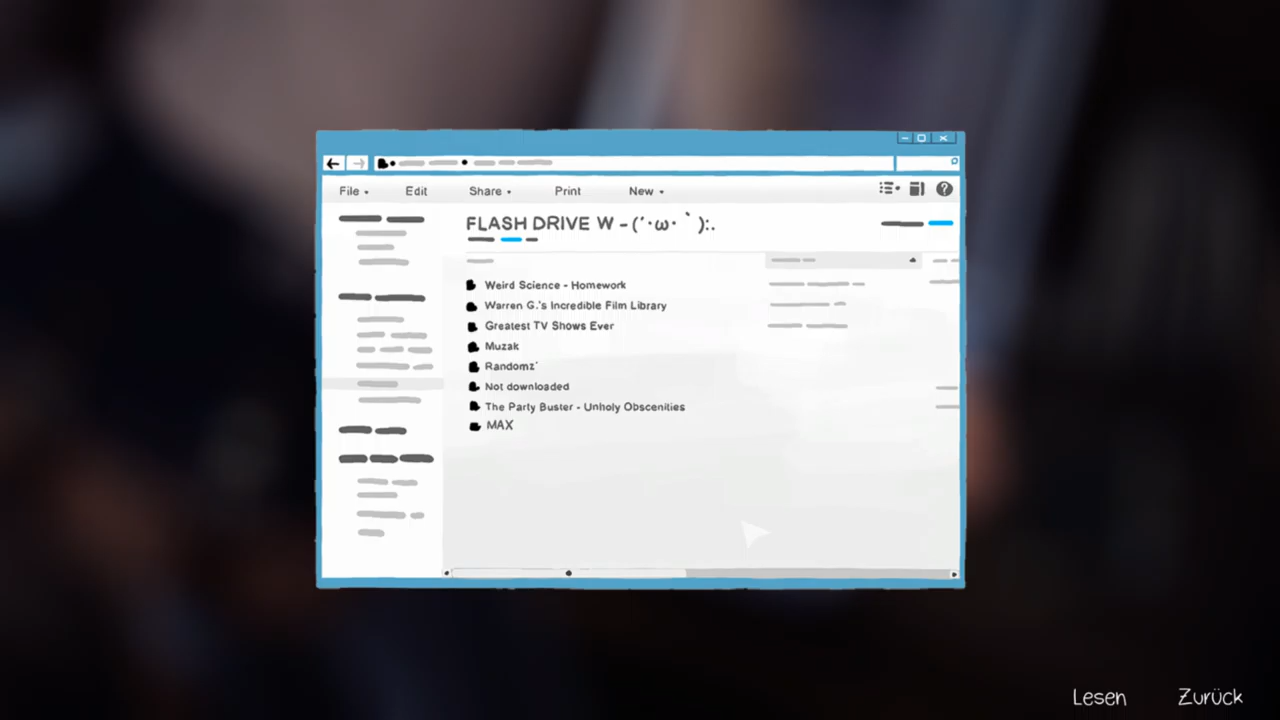 File Edit Share Print New
FLASH DRIVE W -(´･ω･`):.
Weird Science - Homework
Warren G.'s Incredible Film Library
Greatest TV Shows Ever
Muzak
Randomz'
Not downloaded
The Party Buster - Unholy Obscenities
MAX
Lesen Zurück